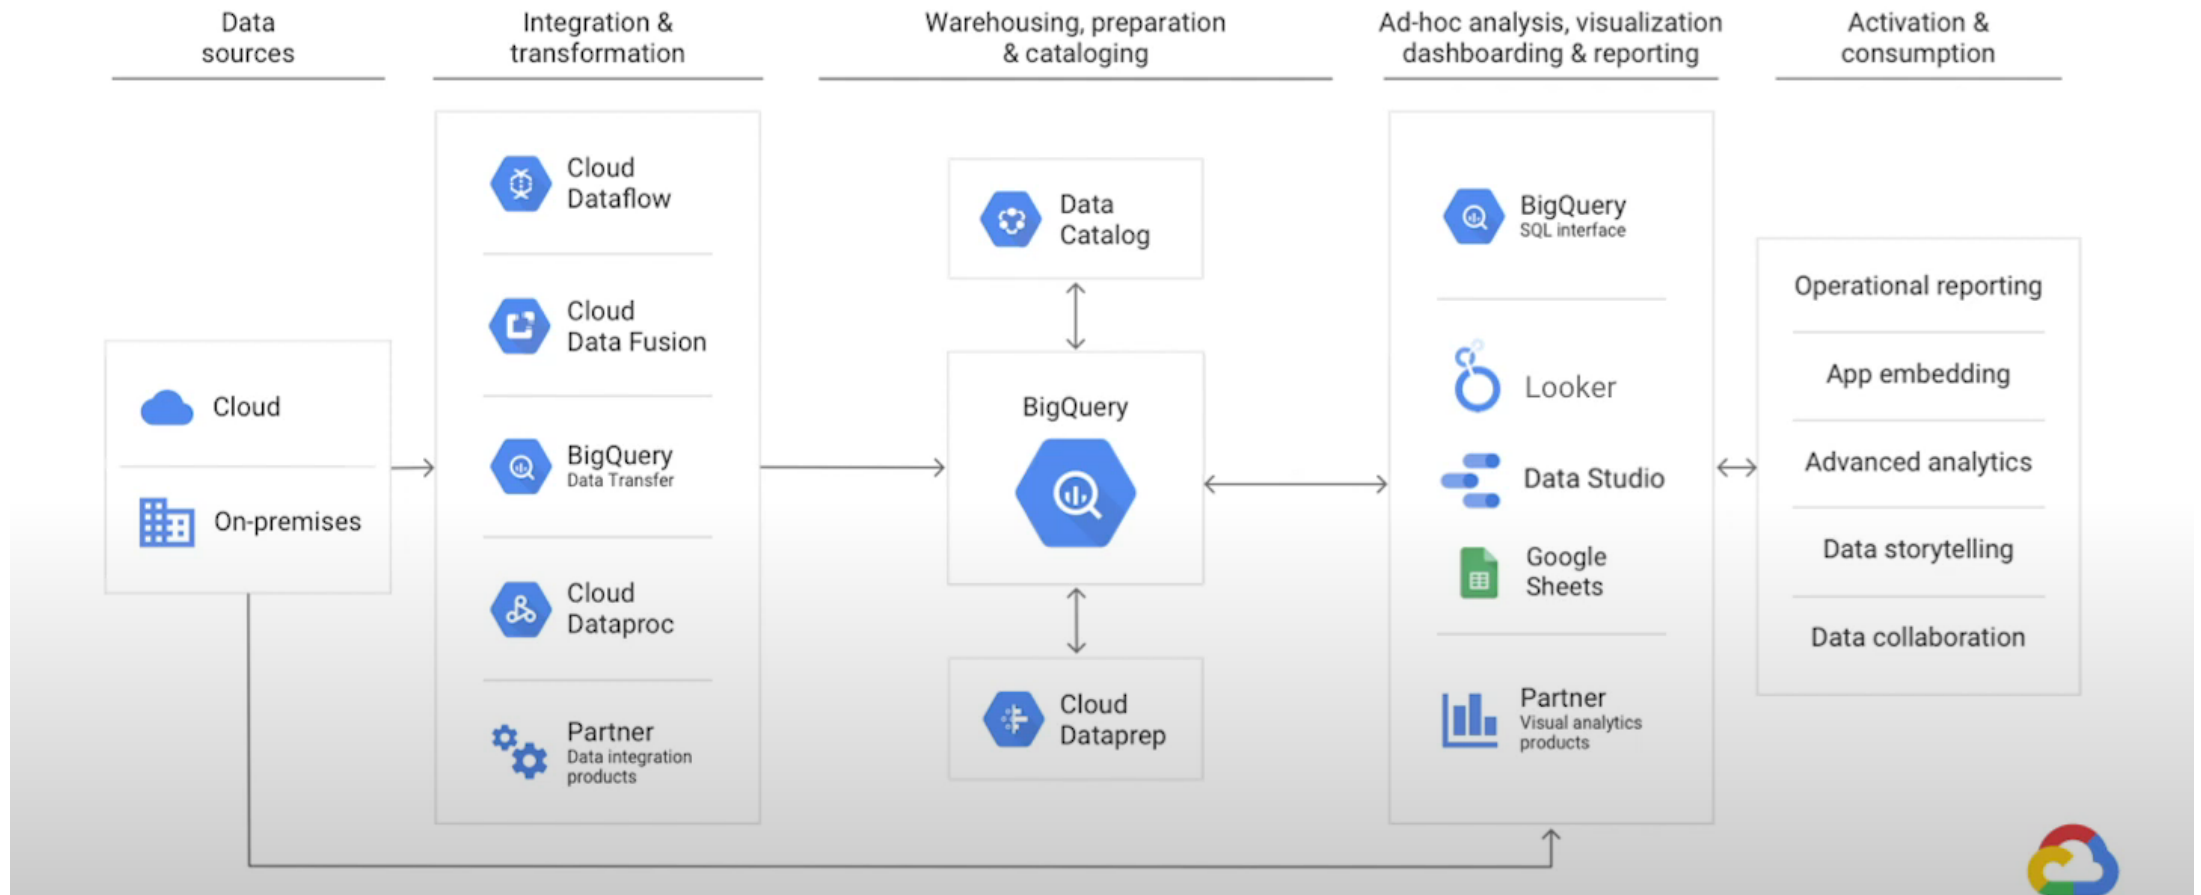 Data
sources
Integration &
transformation
Warehousing, preparation
& cataloging
Ad-hoc analysis, visualization
dashboarding & reporting
Activation &
consumption
Cloud
On-premises
Cloud
Dataflow
Cloud
Data Fusion
BigQuery
Data Transfer
Cloud
Dataproc
Partner
Data integration
products
Data
Catalog
BigQuery
Cloud
Dataprep
BigQuery
SQL interface
Looker
Data Studio
Google
Sheets
Partner
Visual analytics
products
Operational reporting
App embedding
Advanced analytics
Data storytelling
Data collaboration